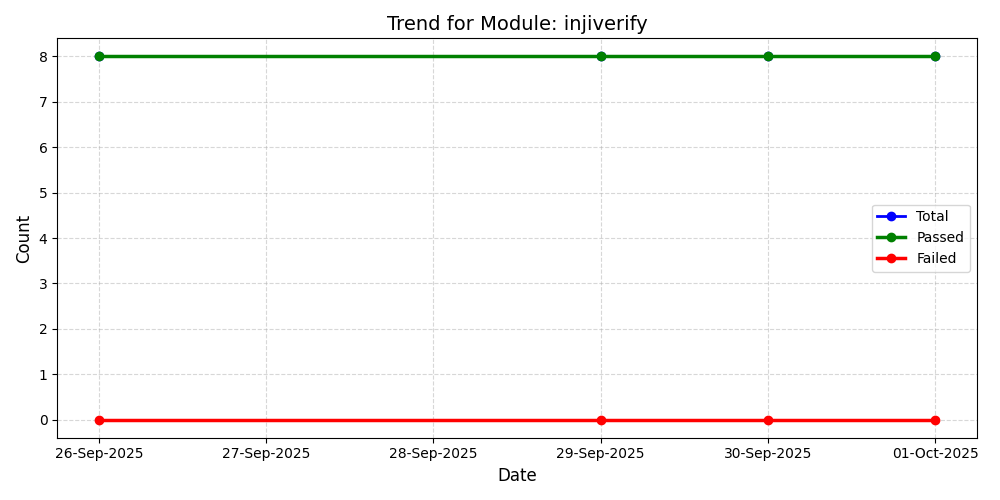 Trend for Module: injiverify
Count
8
7
6
5
4
3
2
1
0
Total
Passed
Failed
26-Sep-2025
27-Sep-2025
28-Sep-2025
29-Sep-2025
30-Sep-2025
01-Oct-2025
Date